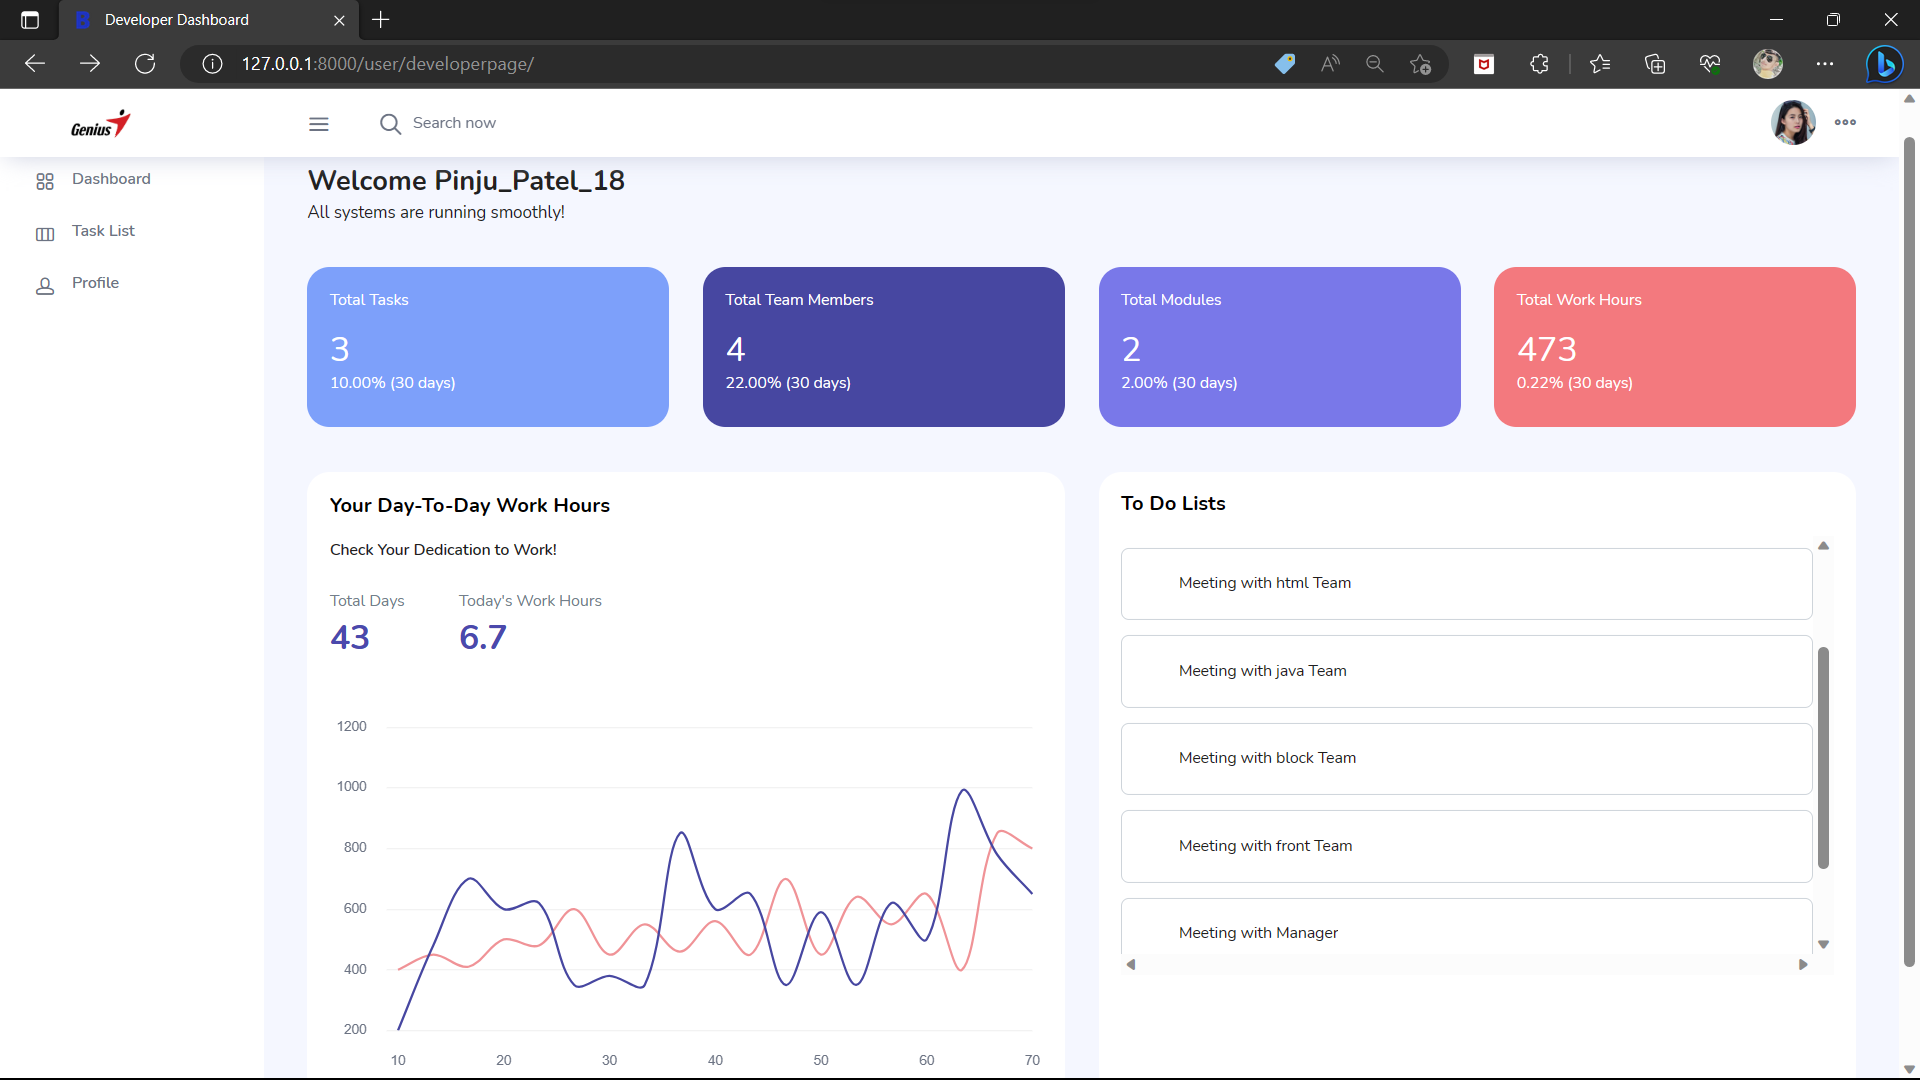 Developer Dashboard
127.0.0.1:8000/user/developerpage/
Genius
Search now
Dashboard
Task List
Profile
Welcome Pinju_Patel_18
All systems are running smoothly!
Total Tasks
3
10.00% (30 days)
Total Team Members
4
22.00% (30 days)
Total Modules
2
2.00% (30 days)
Total Work Hours
473
0.22% (30 days)
Your Day-To-Day Work Hours
Check Your Dedication to Work!
Total Days
43
Today's Work Hours
6.7
1200
1000
800
600
400
200
10 20 30 40 50 60 70
To Do Lists
Meeting with html Team
Meeting with java Team
Meeting with block Team
Meeting with front Team
Meeting with Manager